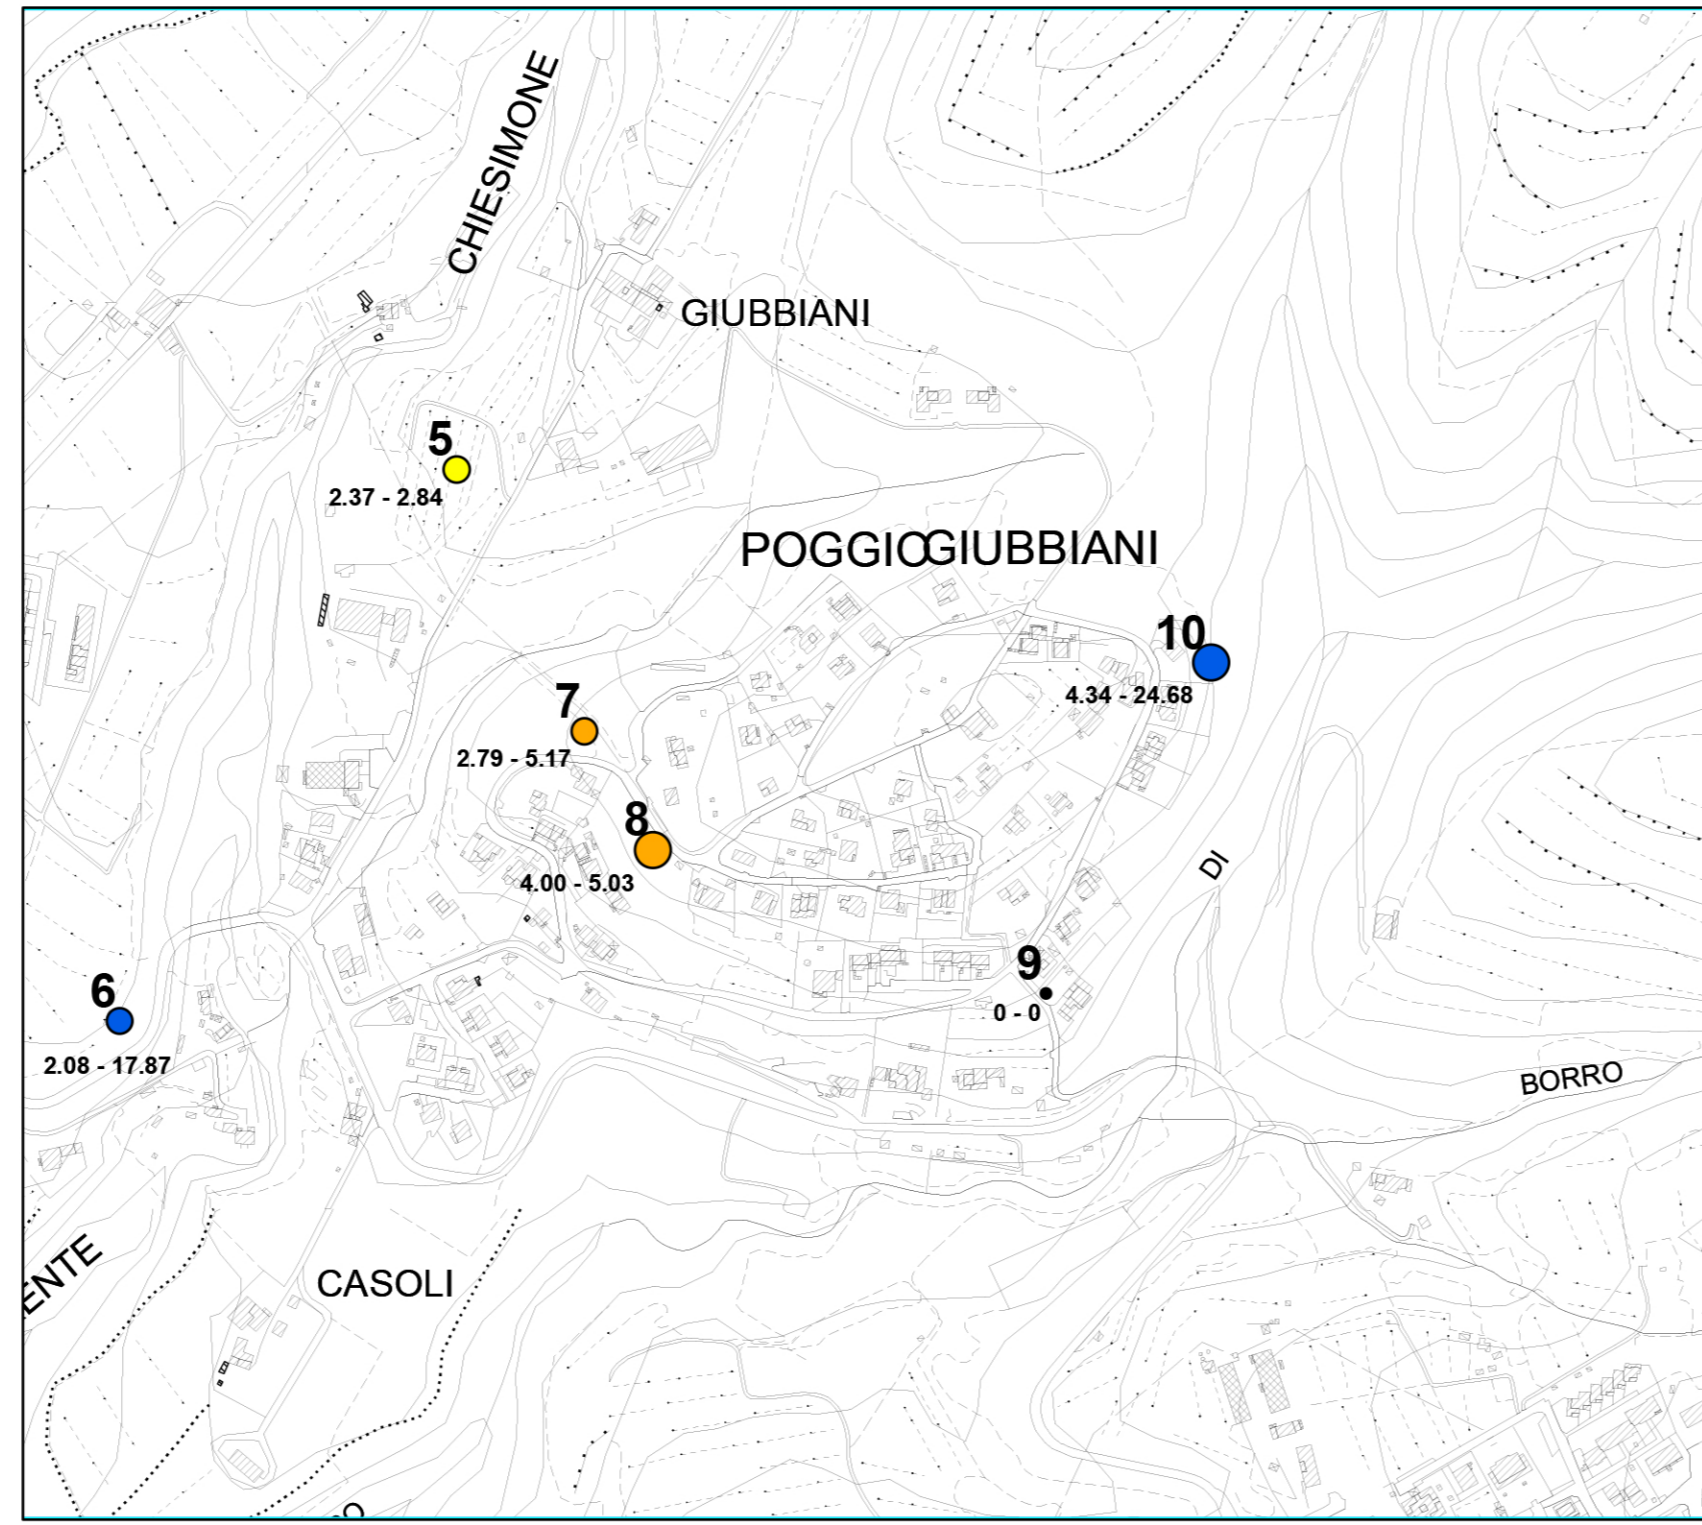 CHIESIMONE
GIUBBIANI
5
2.37 - 2.84
POGGIO GIUBBIANI
10
4.34 - 24.68
7
2.79 - 5.17
8
4.00 - 5.03
DI
9
0 - 0
6
2.08 - 17.87
BORRO
ENTE
CASOLI